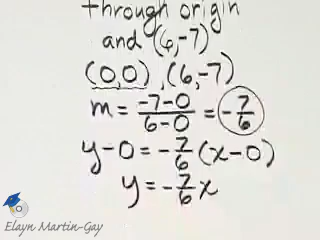 through origin
and (6,-7)
(0,0), (6,-7)
m = -7-0/6-0 = -7/6
y-0 = -7/6 (x-0)
y = -7/6 x
Elayn Martin-Gay